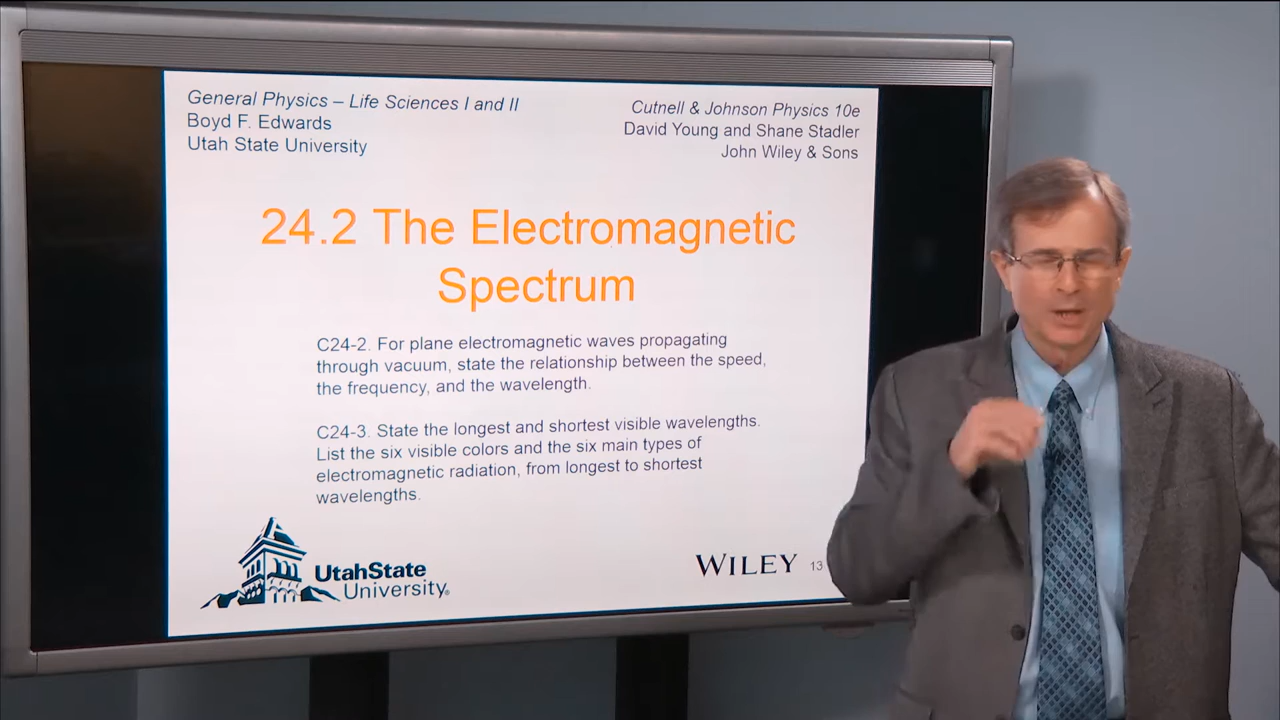 General Physics – Life Sciences I and II
Boyd F. Edwards
Utah State University
Cutnell & Johnson Physics 10e
David Young and Shane Stadler
John Wiley & Sons
24.2 The Electromagnetic
Spectrum
C24-2. For plane electromagnetic waves propagating
through vacuum, state the relationship between the speed,
the frequency, and the wavelength.
C24-3. State the longest and shortest visible wavelengths.
List the six visible colors and the six main types of
electromagnetic radiation, from longest to shortest
wavelengths.
UtahState
University®
WILEY 13